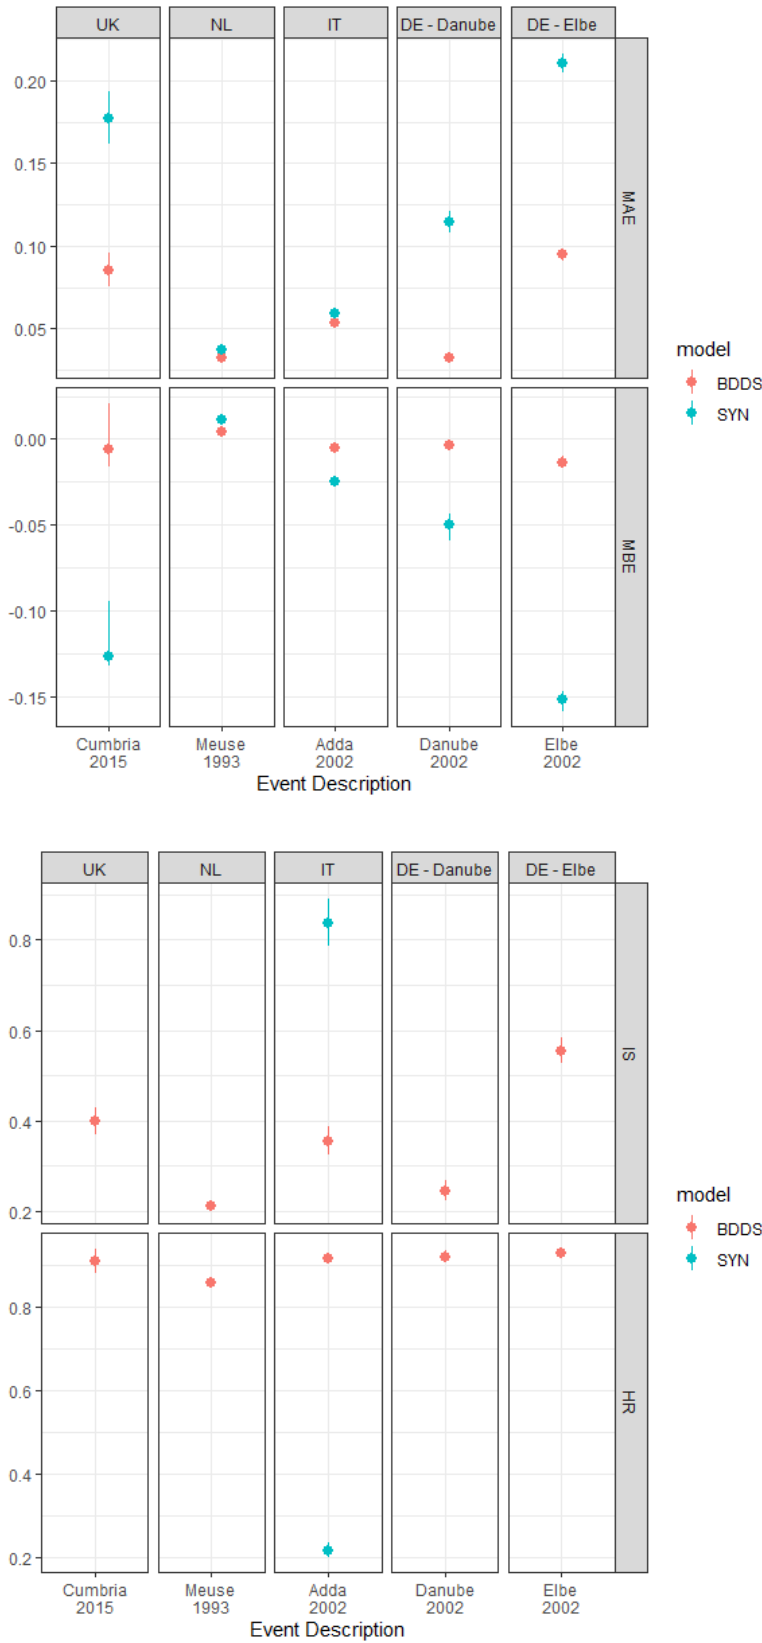 UK NL IT DE - Danube DE - Elbe
0.20
0.15
0.10
0.05
MAE
0.00
-0.05
-0.10
-0.15
MBE
Cumbria 2015
Meuse 1993
Adda 2002
Danube 2002
Elbe 2002
Event Description
model
BDDS
SYN
UK NL IT DE - Danube DE - Elbe
0.8
0.6
0.4
0.2
IS
0.8
0.6
0.4
0.2
HR
Cumbria 2015
Meuse 1993
Adda 2002
Danube 2002
Elbe 2002
Event Description
model
BDDS
SYN